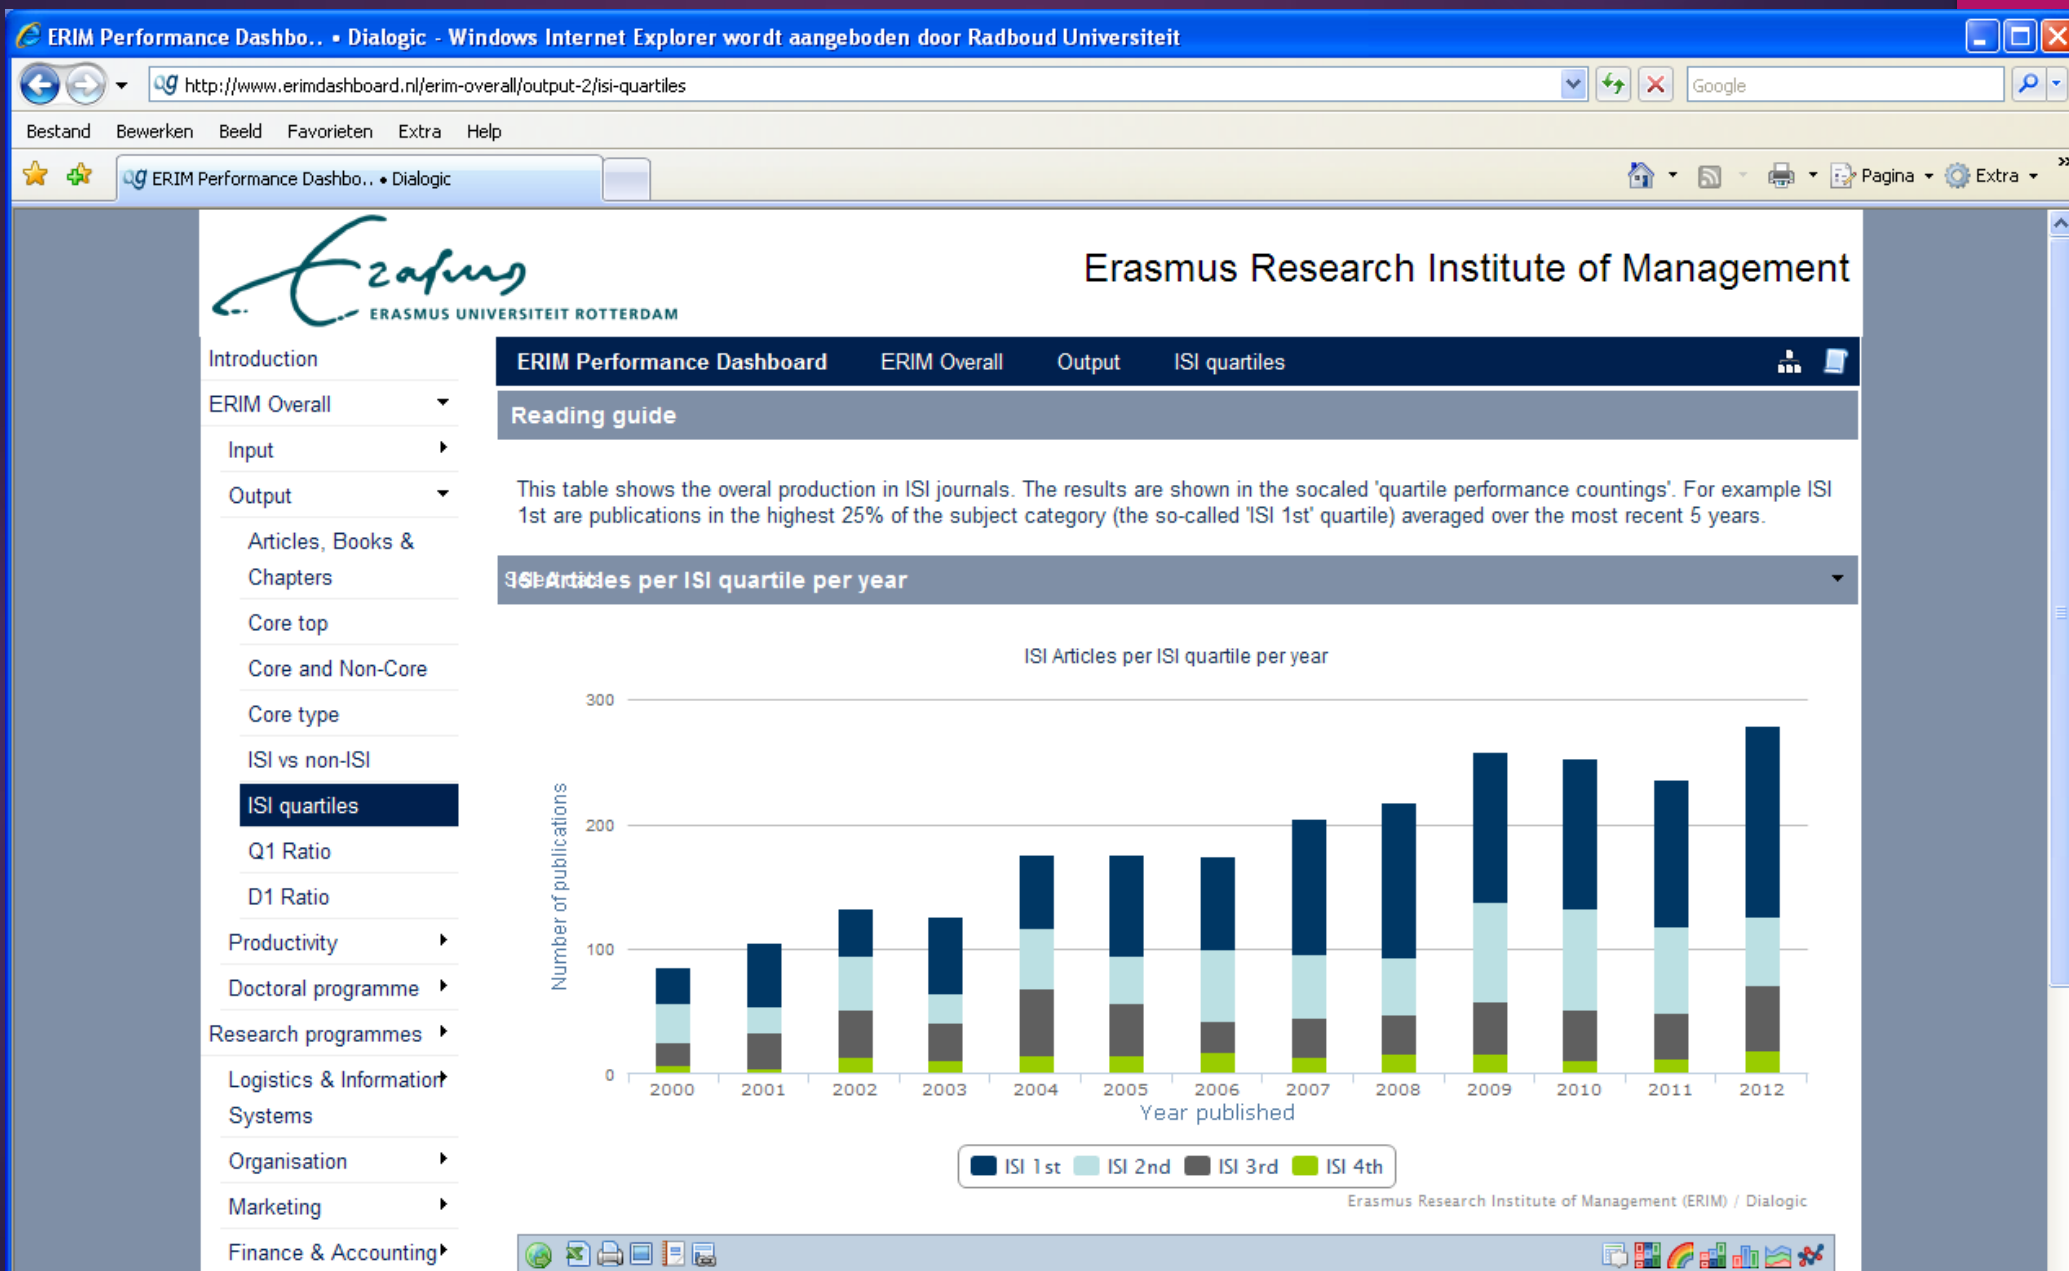 ERIM Performance Dashbo.. • Dialogic - Windows Internet Explorer wordt aangeboden door Radboud Universiteit
http://www.erimdashboard.nl/erim-overall/output-2/isi-quartiles
Google
Bestand Bewerken Beeld Favorieten Extra Help
ERIM Performance Dashbo.. • Dialogic
Pagina Extra »
Erasmus
ERASMUS UNIVERSITEIT ROTTERDAM
Erasmus Research Institute of Management
Introduction
ERIM Overall
Input
Output
Articles, Books &
Chapters
Core top
Core and Non-Core
Core type
ISI vs non-ISI
ISI quartiles
Q1 Ratio
D1 Ratio
Productivity
Doctoral programme
Research programmes
Logistics & Information
Systems
Organisation
Marketing
Finance & Accounting
ERIM Performance Dashboard ERIM Overall Output ISI quartiles
Reading guide
This table shows the overal production in ISI journals. The results are shown in the socaled 'quartile performance countings'. For example ISI
1st are publications in the highest 25% of the subject category (the so-called 'ISI 1st' quartile) averaged over the most recent 5 years.
ISI Articles per ISI quartile per year
ISI Articles per ISI quartile per year
Number of publications
300
200
100
0
2000 2001 2002 2003 2004 2005 2006 2007 2008 2009 2010 2011 2012
Year published
ISI 1st ISI 2nd ISI 3rd ISI 4th
Erasmus Research Institute of Management (ERIM) / Dialogic